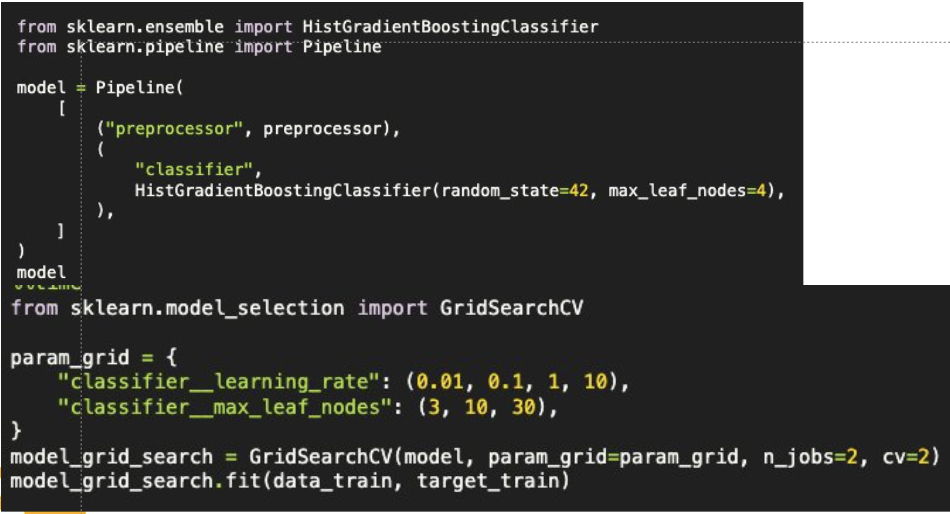 from sklearn.ensemble import HistGradientBoostingClassifier
from sklearn.pipeline import Pipeline
model = Pipeline(
    [
        ("preprocessor", preprocessor),
        (
            "classifier",
            HistGradientBoostingClassifier(random_state=42, max_leaf_nodes=4),
        ),
    ]
)
model
from sklearn.model_selection import GridSearchCV
param_grid = {
    "classifier__learning_rate": (0.01, 0.1, 1, 10),
    "classifier__max_leaf_nodes": (3, 10, 30),
}
model_grid_search = GridSearchCV(model, param_grid=param_grid, n_jobs=2, cv=2)
model_grid_search.fit(data_train, target_train)